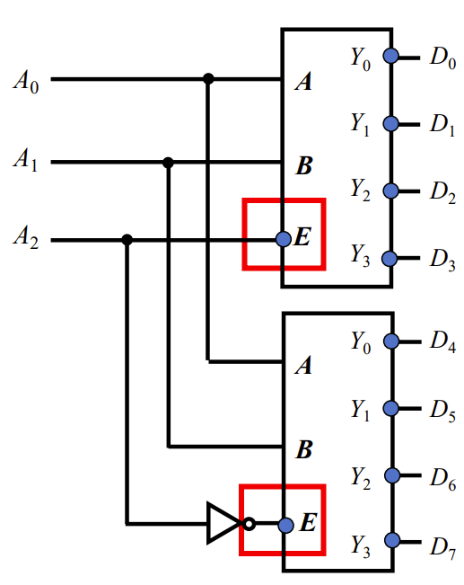 Y₀ D₀
A₀ A
Y₁ D₁
A₁ B
Y₂ D₂
A₂ E
Y₃ D₃
Y₀ D₄
A
Y₁ D₅
B
Y₂ D₆
E
Y₃ D₇